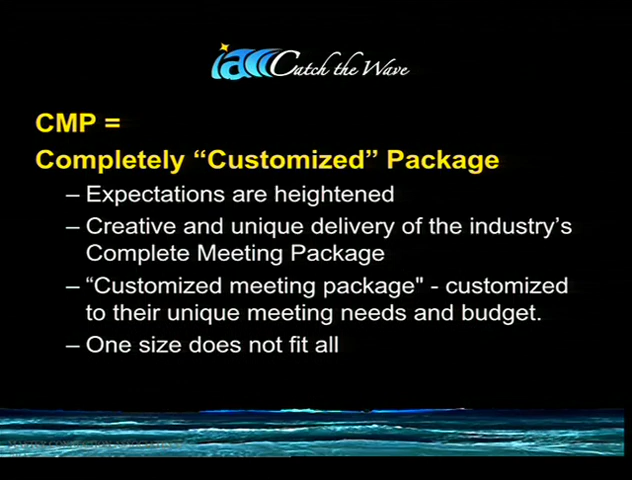 iacc Catch the Wave
CMP =
Completely “Customized” Package
– Expectations are heightened
– Creative and unique delivery of the industry’s
Complete Meeting Package
– “Customized meeting package" - customized
to their unique meeting needs and budget.
– One size does not fit all